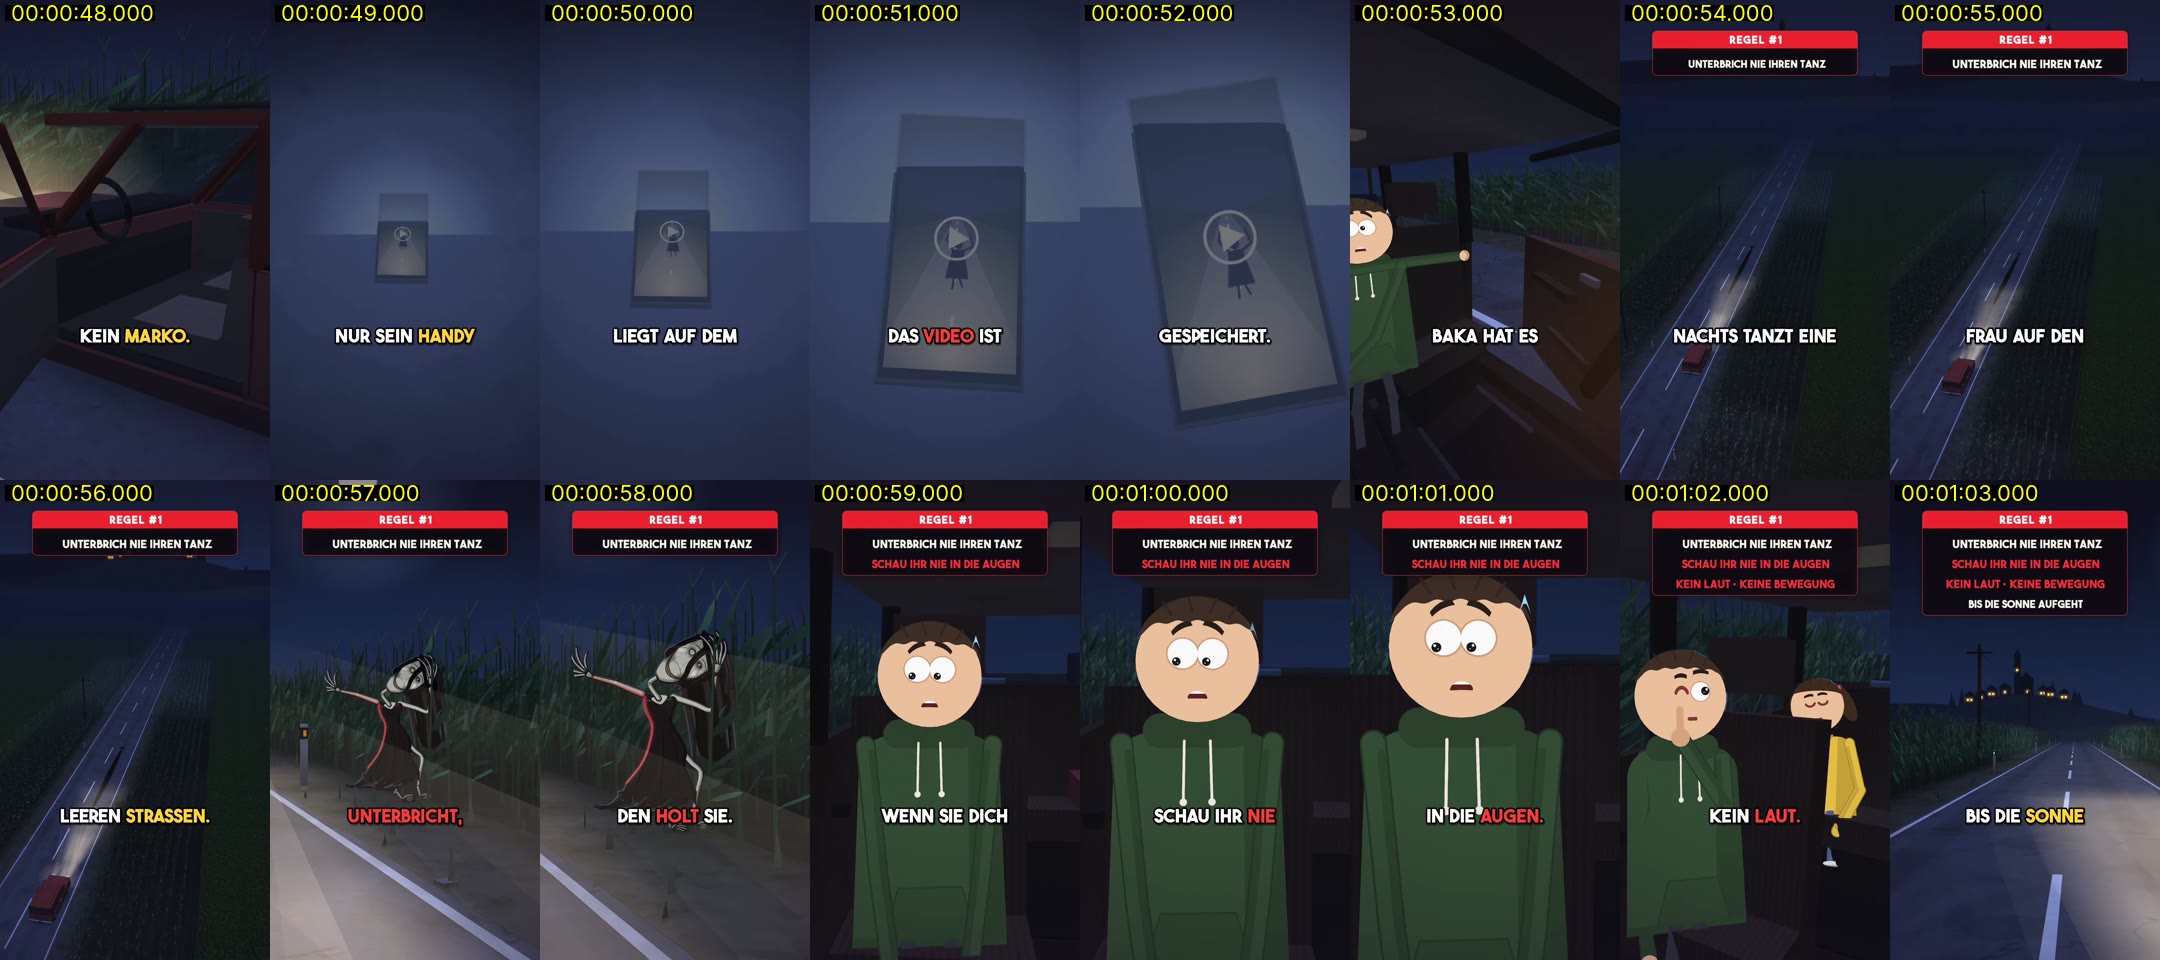 00:00:48.000
KEIN MARKO.
00:00:49.000
NUR SEIN HANDY
00:00:50.000
LIEGT AUF DEM
00:00:51.000
DAS VIDEO IST
00:00:52.000
GESPEICHERT.
00:00:53.000
BAKA HAT ES
00:00:54.000
REGEL #1
UNTERBRICH NIE IHREN TANZ
NACHTS TANZT EINE
00:00:55.000
REGEL #1
UNTERBRICH NIE IHREN TANZ
FRAU AUF DEN
00:00:56.000
REGEL #1
UNTERBRICH NIE IHREN TANZ
LEEREN STRASSEN.
00:00:57.000
REGEL #1
UNTERBRICH NIE IHREN TANZ
UNTERBRICHT,
00:00:58.000
REGEL #1
UNTERBRICH NIE IHREN TANZ
DEN HOLT SIE.
00:00:59.000
REGEL #1
UNTERBRICH NIE IHREN TANZ
SCHAU IHR NIE IN DIE AUGEN
WENN SIE DICH
00:01:00.000
REGEL #1
UNTERBRICH NIE IHREN TANZ
SCHAU IHR NIE IN DIE AUGEN
SCHAU IHR NIE
00:01:01.000
REGEL #1
UNTERBRICH NIE IHREN TANZ
SCHAU IHR NIE IN DIE AUGEN
IN DIE AUGEN.
00:01:02.000
REGEL #1
UNTERBRICH NIE IHREN TANZ
SCHAU IHR NIE IN DIE AUGEN
KEIN LAUT · KEINE BEWEGUNG
KEIN LAUT.
00:01:03.000
REGEL #1
UNTERBRICH NIE IHREN TANZ
SCHAU IHR NIE IN DIE AUGEN
KEIN LAUT · KEINE BEWEGUNG
BIS DIE SONNE AUFGEHT
BIS DIE SONNE